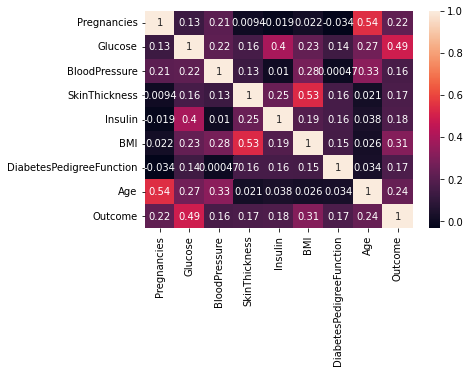 Pregnancies 1 0.13 0.21 0.0094 -0.019 0.022 -0.034 0.54 0.22
Glucose 0.13 1 0.22 0.16 0.4 0.23 0.14 0.27 0.49
BloodPressure 0.21 0.22 1 0.13 0.01 0.28 0.00047 0.33 0.16
SkinThickness 0.0094 0.16 0.13 1 0.25 0.53 0.16 0.021 0.17
Insulin -0.019 0.4 0.01 0.25 1 0.19 0.16 0.038 0.18
BMI 0.022 0.23 0.28 0.53 0.19 1 0.15 0.026 0.31
DiabetesPedigreeFunction -0.034 0.14 0.00047 0.16 0.16 0.15 1 0.034 0.17
Age 0.54 0.27 0.33 0.021 0.038 0.026 0.034 1 0.24
Outcome 0.22 0.49 0.16 0.17 0.18 0.31 0.17 0.24 1
Pregnancies
Glucose
BloodPressure
SkinThickness
Insulin
BMI
DiabetesPedigreeFunction
Age
Outcome
1.0
0.8
0.6
0.4
0.2
0.0